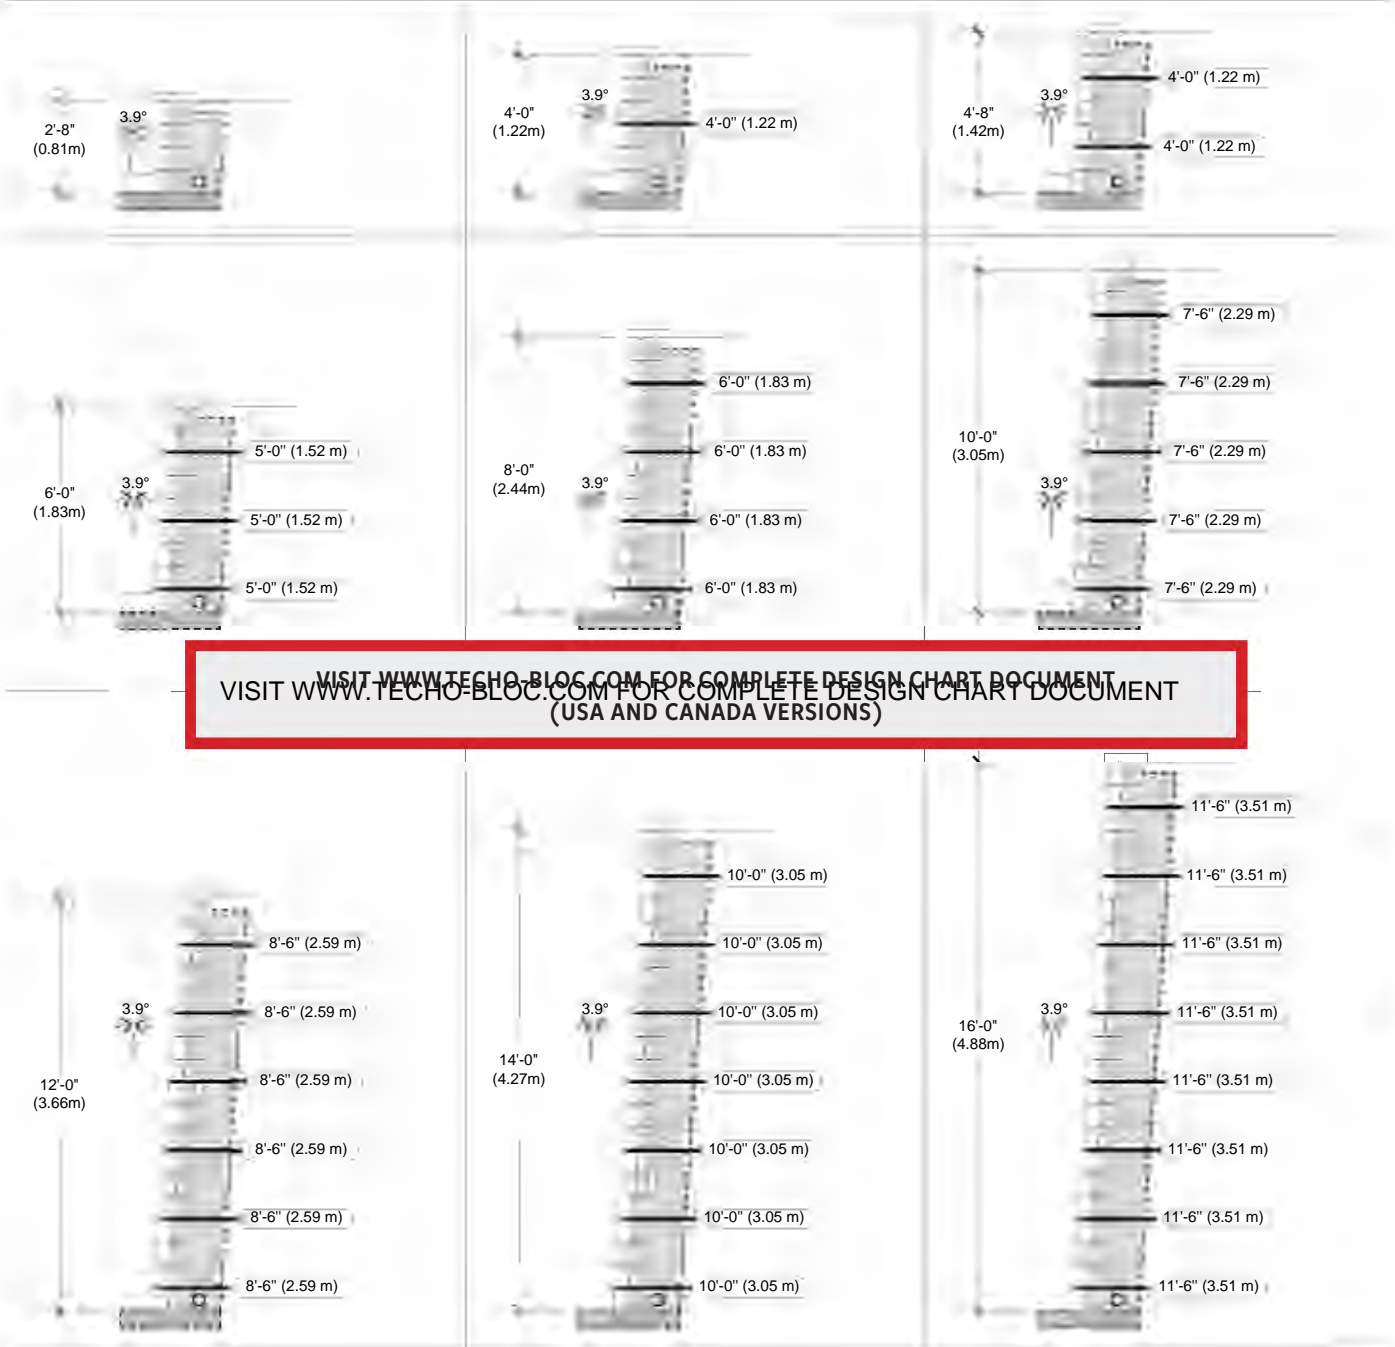 2'-8"
(0.81m)
3.9°
4'-0"
(1.22m)
3.9°
4'-0" (1.22 m)
4'-8"
(1.42m)
3.9°
4'-0" (1.22 m)
4'-0" (1.22 m)
6'-0"
(1.83m)
3.9°
5'-0" (1.52 m)
5'-0" (1.52 m)
5'-0" (1.52 m)
8'-0"
(2.44m)
3.9°
6'-0" (1.83 m)
6'-0" (1.83 m)
6'-0" (1.83 m)
6'-0" (1.83 m)
10'-0"
(3.05m)
3.9°
7'-6" (2.29 m)
7'-6" (2.29 m)
7'-6" (2.29 m)
7'-6" (2.29 m)
7'-6" (2.29 m)
VISIT WWW.TECHO-BLOC.COM FOR COMPLETE DESIGN CHART DOCUMENT
VISIT WWW.TECHO-BLOC.COM FOR COMPLETE DESIGN CHART DOCUMENT
(USA AND CANADA VERSIONS)
12'-0"
(3.66m)
3.9°
8'-6" (2.59 m)
8'-6" (2.59 m)
8'-6" (2.59 m)
8'-6" (2.59 m)
8'-6" (2.59 m)
8'-6" (2.59 m)
14'-0"
(4.27m)
3.9°
10'-0" (3.05 m)
10'-0" (3.05 m)
10'-0" (3.05 m)
10'-0" (3.05 m)
10'-0" (3.05 m)
10'-0" (3.05 m)
10'-0" (3.05 m)
16'-0"
(4.88m)
3.9°
11'-6" (3.51 m)
11'-6" (3.51 m)
11'-6" (3.51 m)
11'-6" (3.51 m)
11'-6" (3.51 m)
11'-6" (3.51 m)
11'-6" (3.51 m)
11'-6" (3.51 m)